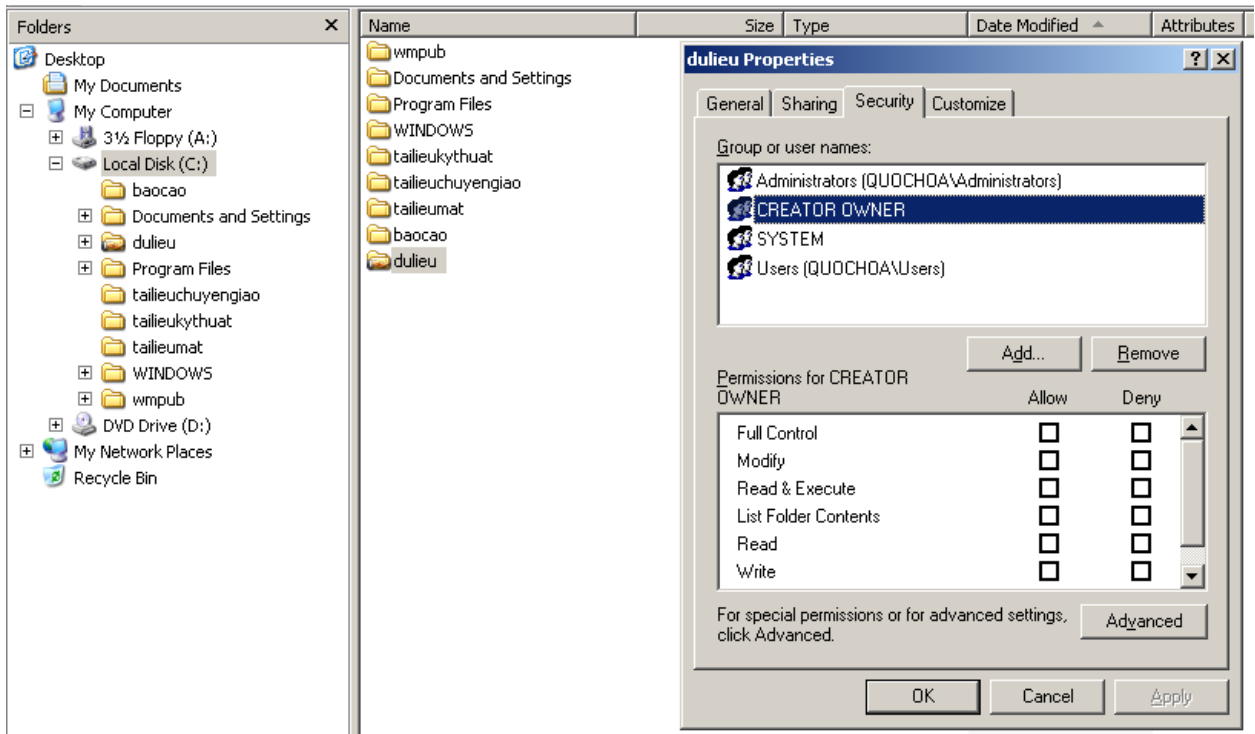 Folders
Desktop
My Documents
My Computer
3½ Floppy (A:)
Local Disk (C:)
baocao
Documents and Settings
dulieu
Program Files
tailieuchuyengiao
tailieukythuat
tailieumat
WINDOWS
wmpub
DVD Drive (D:)
My Network Places
Recycle Bin
Name Size Type Date Modified Attributes
wmpub
Documents and Settings
Program Files
WINDOWS
tailieukythuat
tailieuchuyengiao
tailieumat
baocao
dulieu
dulieu Properties
General Sharing Security Customize
Group or user names:
Administrators (QUOCHOA\Administrators)
CREATOR OWNER
SYSTEM
Users (QUOCHOA\Users)
Add... Remove
Permissions for CREATOR
OWNER Allow Deny
Full Control
Modify
Read & Execute
List Folder Contents
Read
Write
For special permissions or for advanced settings,
click Advanced.
Advanced
OK Cancel Apply